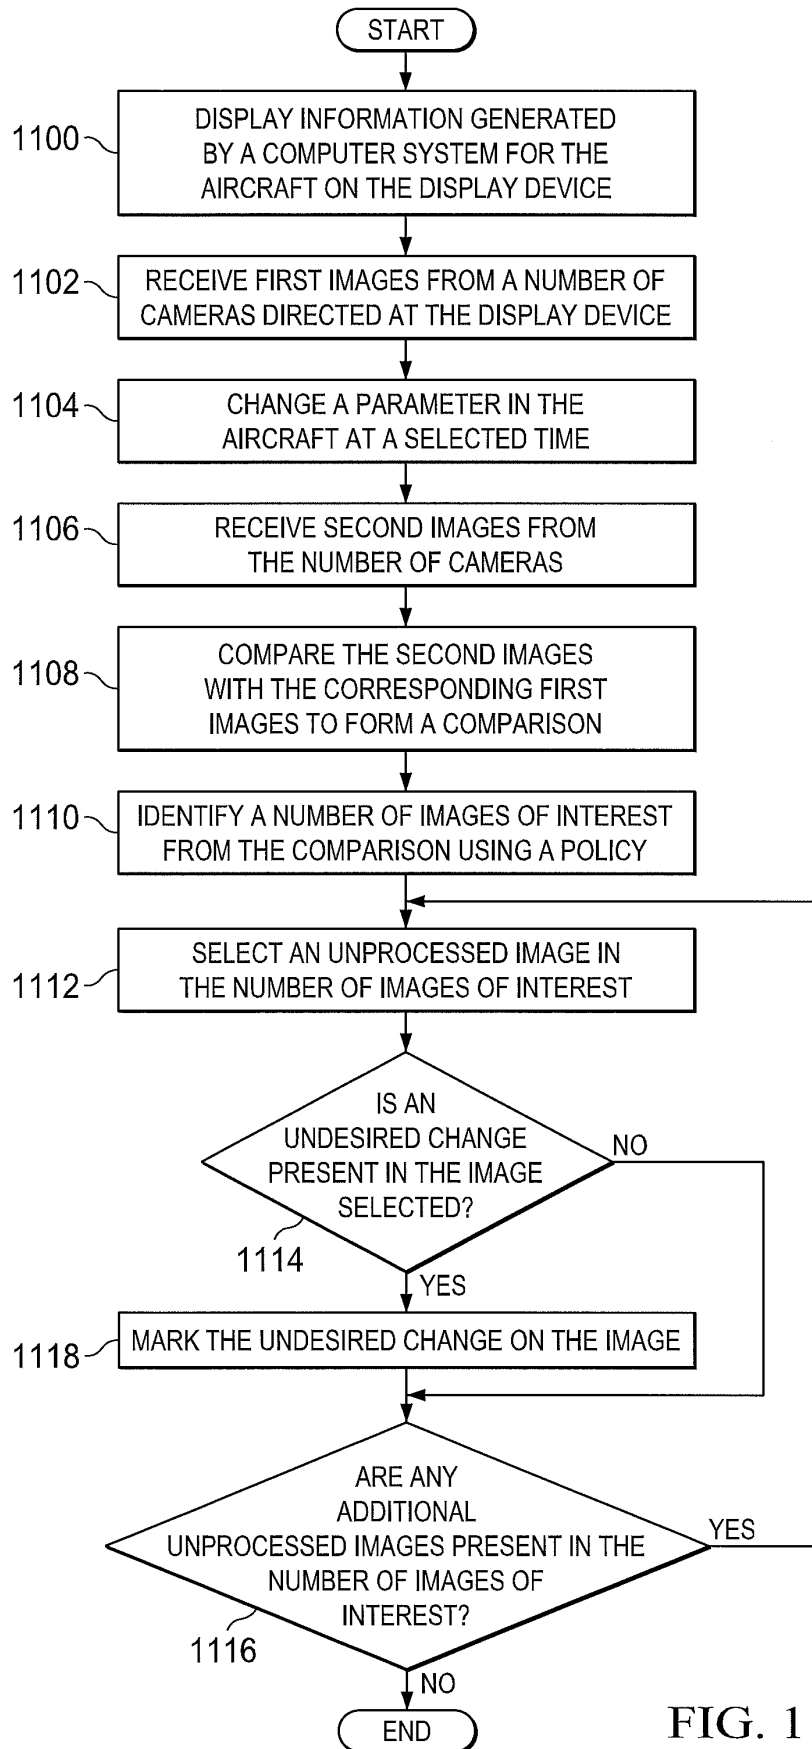 START
1100
DISPLAY INFORMATION GENERATED
BY A COMPUTER SYSTEM FOR THE
AIRCRAFT ON THE DISPLAY DEVICE
1102
RECEIVE FIRST IMAGES FROM A NUMBER OF
CAMERAS DIRECTED AT THE DISPLAY DEVICE
1104
CHANGE A PARAMETER IN THE
AIRCRAFT AT A SELECTED TIME
1106
RECEIVE SECOND IMAGES FROM
THE NUMBER OF CAMERAS
1108
COMPARE THE SECOND IMAGES
WITH THE CORRESPONDING FIRST
IMAGES TO FORM A COMPARISON
1110
IDENTIFY A NUMBER OF IMAGES OF INTEREST
FROM THE COMPARISON USING A POLICY
1112
SELECT AN UNPROCESSED IMAGE IN
THE NUMBER OF IMAGES OF INTEREST
IS AN
UNDESIRED CHANGE
PRESENT IN THE IMAGE
SELECTED?
NO
1114
YES
1118
MARK THE UNDESIRED CHANGE ON THE IMAGE
ARE ANY
ADDITIONAL
UNPROCESSED IMAGES PRESENT IN THE
NUMBER OF IMAGES OF
INTEREST?
YES
1116
NO
END
FIG. 1